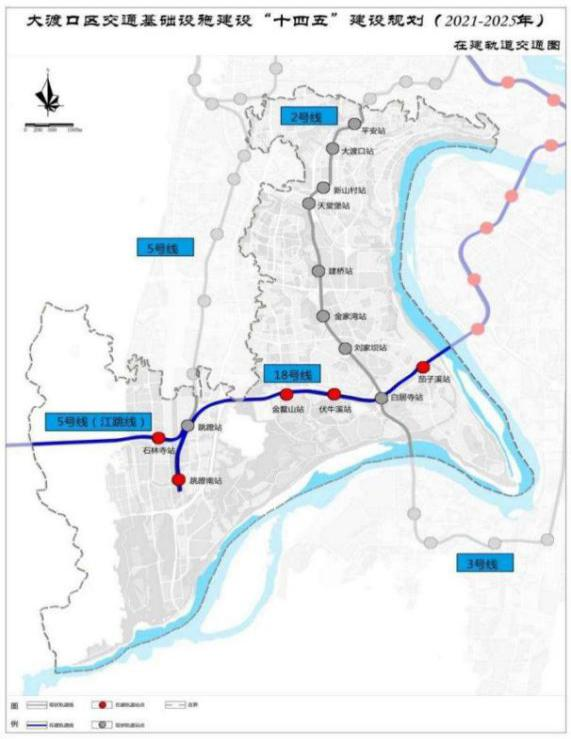 大渡口区交通基础设施建设“十四五”建设规划（2021-2025年）
在建轨道交通图
2号线
平安站
大渡口站
新山村站
天堂堡站
5号线
建桥站
金家湾站
刘家坝站
18号线
茄子溪站
金鳌山站
伏牛溪站
白居寺站
5号线（江跳线）
跳蹬站
石林寺站
跳蹬南站
3号线
图
例